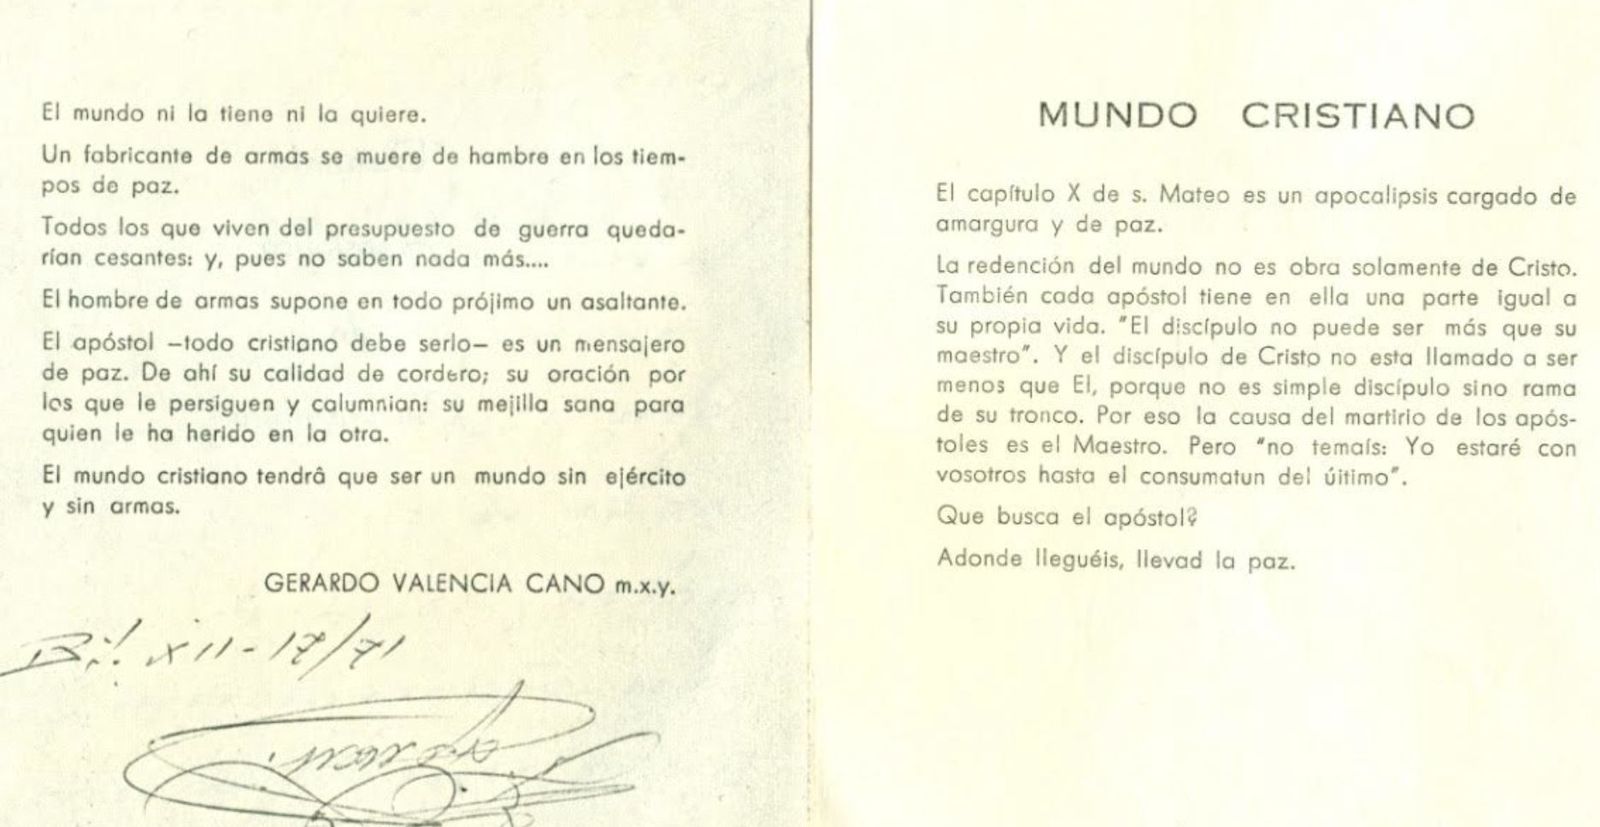 El mundo ni la tiene ni la quiere.
Un fabricante de armas se muere de hambre en los tiem-
pos de paz.
Todos los que viven del presupuesto de guerra queda-
rían cesantes: y, pues no saben nada más....
El hombre de armas supone en todo prójimo un asaltante.
El apóstol —todo cristiano debe serlo— es un mensajero
de paz. De ahí su calidad de cordero; su oración por
los que le persiguen y calumnian: su mejilla sana para
quien le ha herido en la otra.
El mundo cristiano tendrâ que ser un mundo sin ejército
y sin armas.
GERARDO VALENCIA CANO m.x.y.
XII-17/71
MUNDO CRISTIANO
El capítulo X de s. Mateo es un apocalipsis cargado de
amargura y de paz.
La redención del mundo no es obra solamente de Cristo.
También cada apóstol tiene en ella una parte igual a
su propia vida. "El discípulo no puede ser más que su
maestro". Y el discípulo de Cristo no esta llamado a ser
menos que El, porque no es simple discípulo sino rama
de su tronco. Por eso la causa del martirio de los após-
toles es el Maestro. Pero "no temaís: Yo estaré con
vosotros hasta el consumatun del úitimo".
Que busca el apóstol?
Adonde lleguéis, llevad la paz.